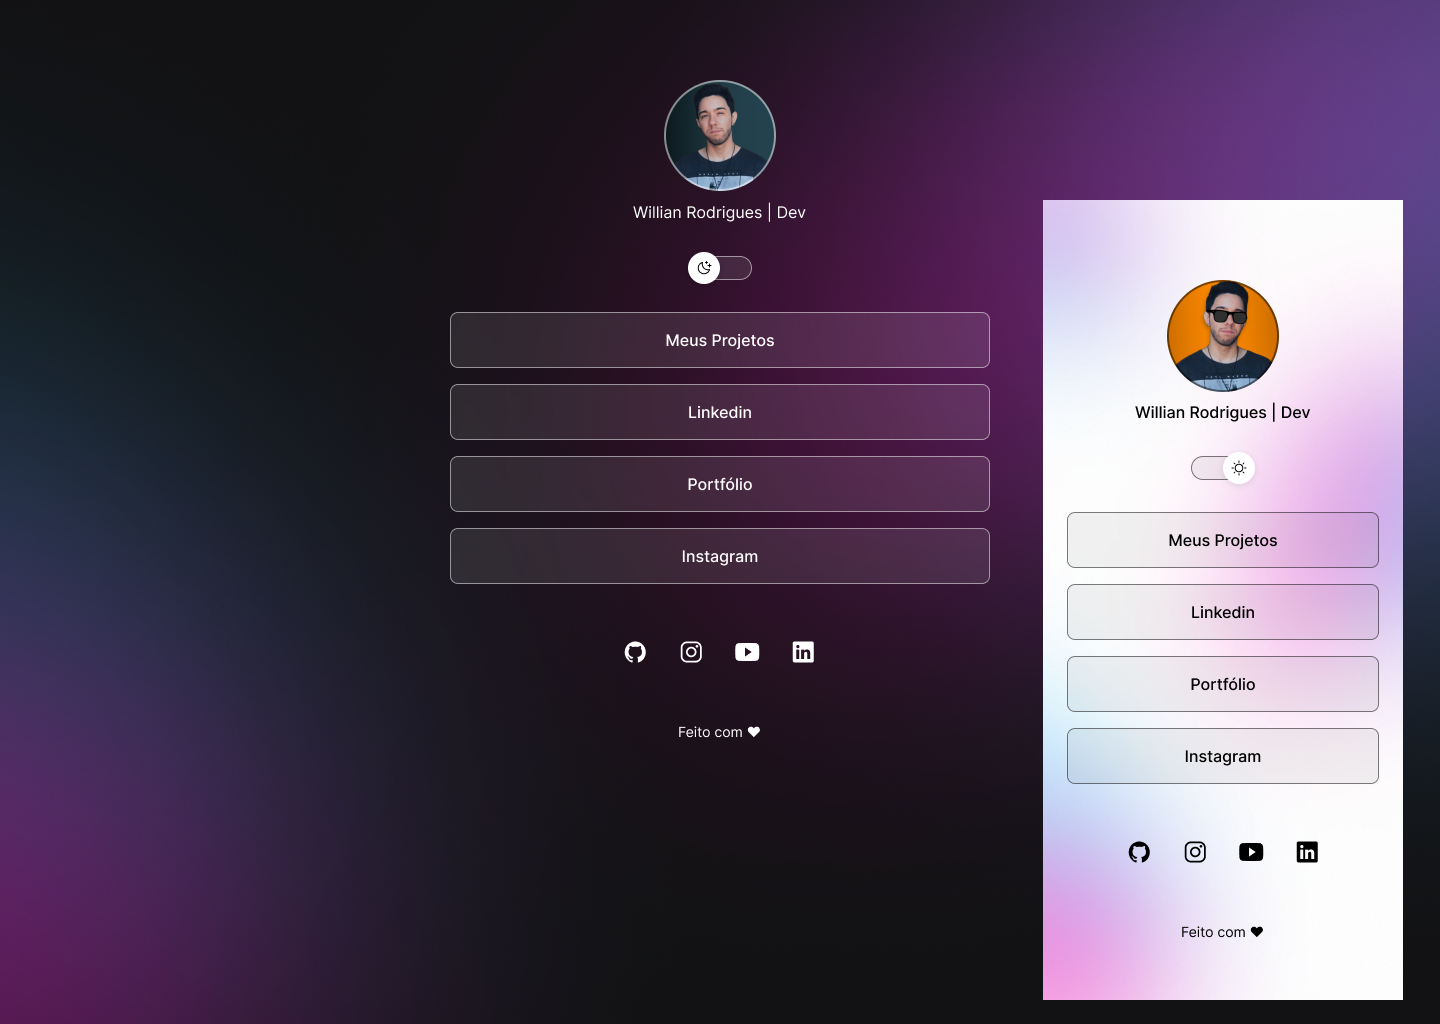 Willian Rodrigues | Dev
Meus Projetos
Linkedin
Portfólio
Instagram
Feito com ♥
Willian Rodrigues | Dev
Meus Projetos
Linkedin
Portfólio
Instagram
Feito com ♥